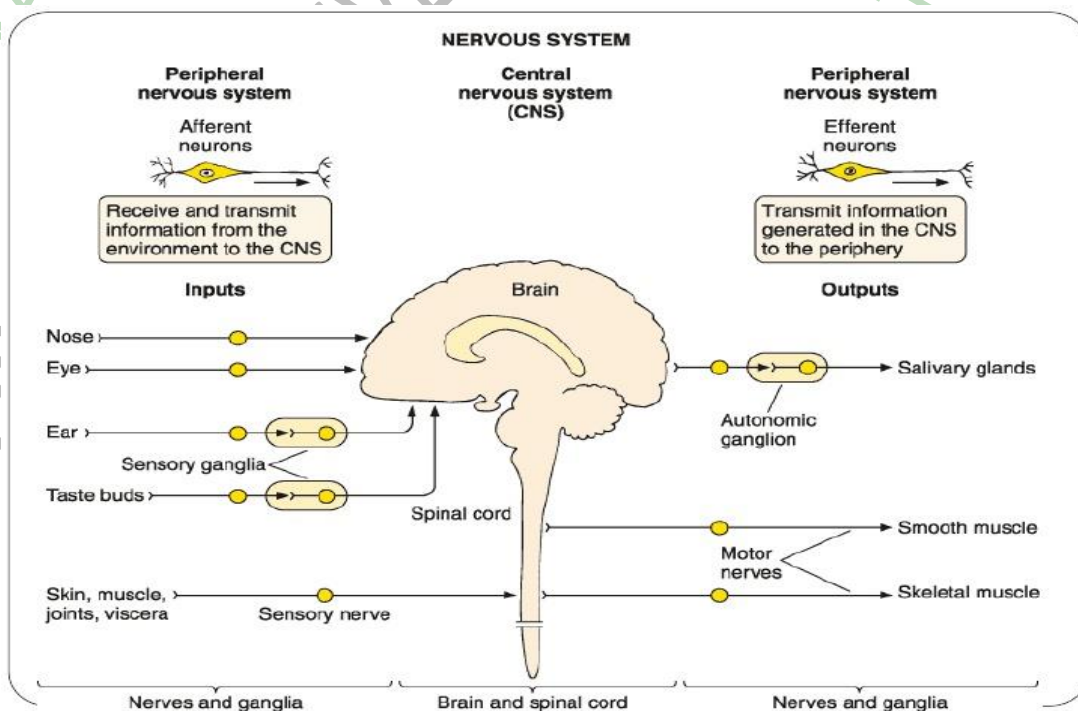 NERVOUS SYSTEM
Peripheral
nervous system
Central
nervous system
(CNS)
Peripheral
nervous system
Afferent
neurons
Efferent
neurons
Receive and transmit
information from the
environment to the CNS
Transmit information
generated in the CNS
to the periphery
Inputs
Brain
Outputs
Nose
Eye
Salivary glands
Autonomic
ganglion
Ear
Sensory ganglia
Taste buds
Spinal cord
Smooth muscle
Motor
nerves
Skin, muscle,
joints, viscera
Sensory nerve
Skeletal muscle
Nerves and ganglia
Brain and spinal cord
Nerves and ganglia